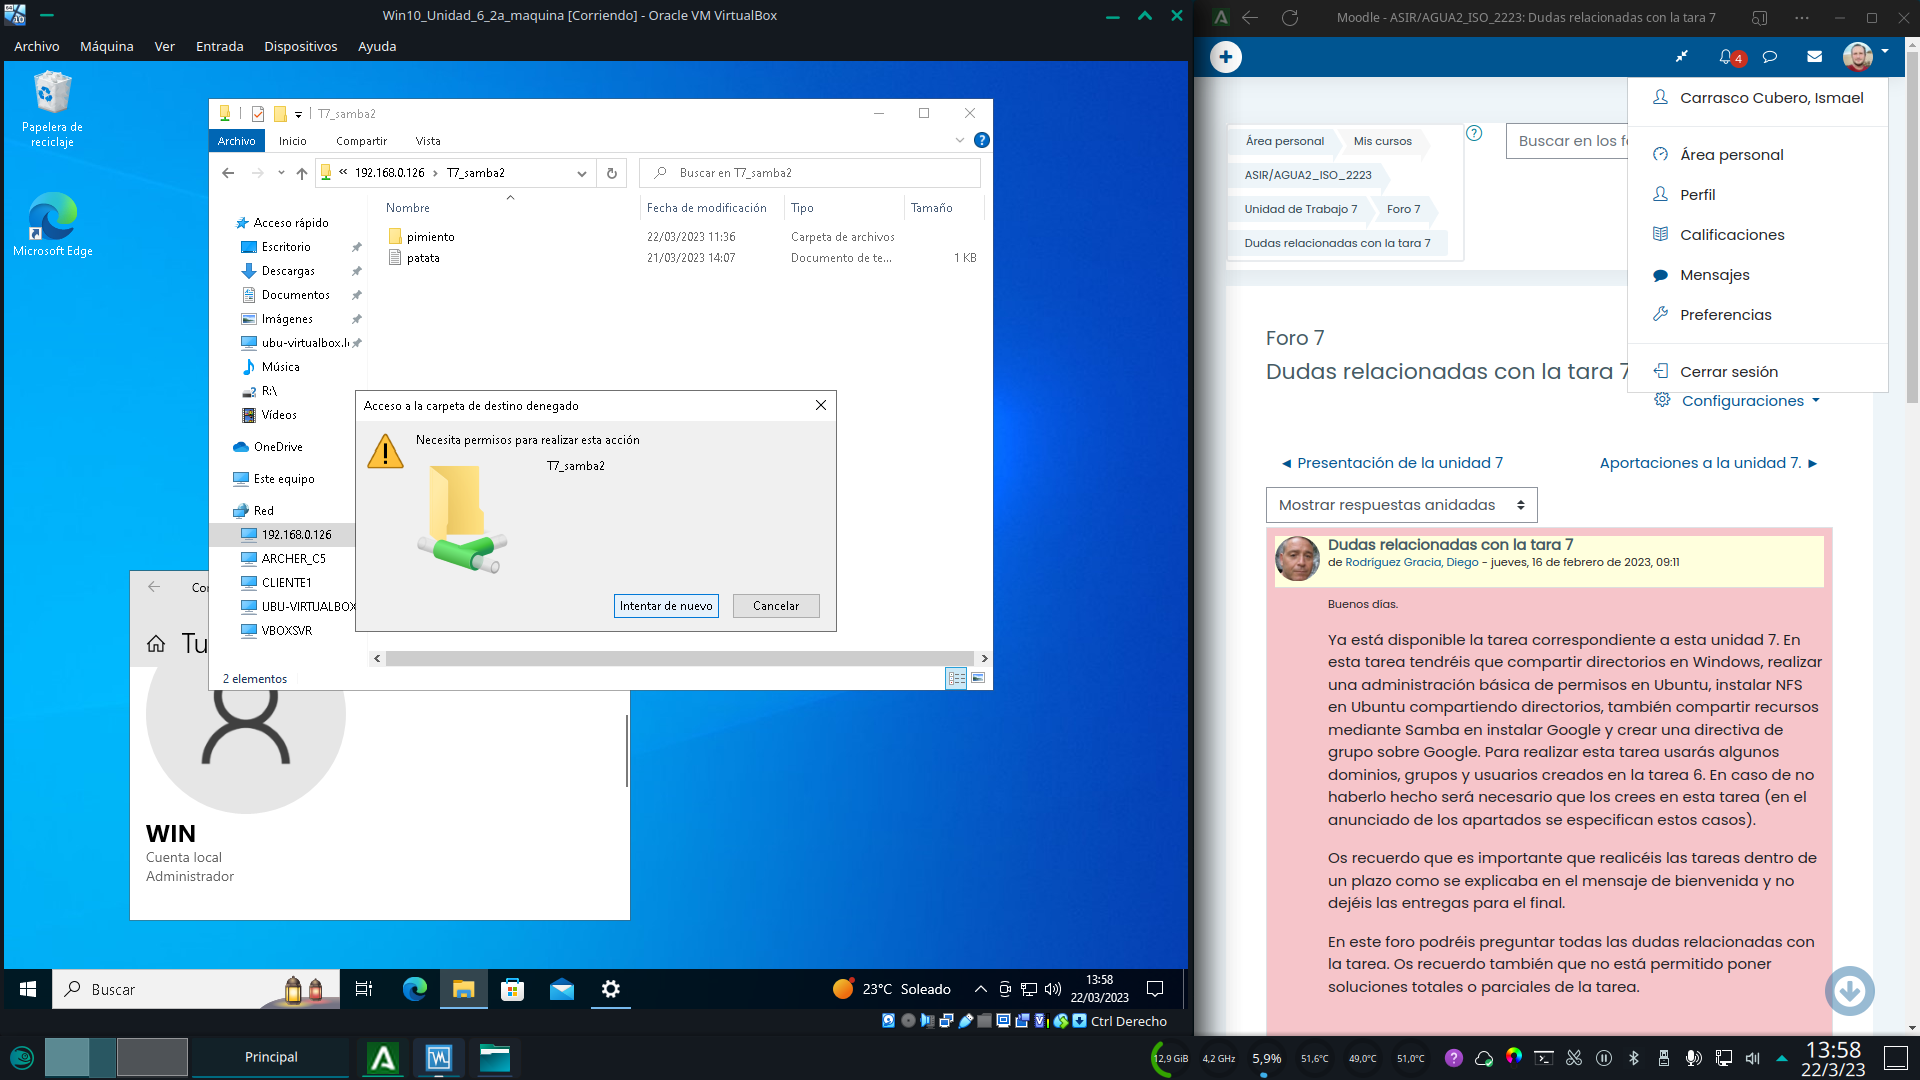 Win10_Unidad_6_2a_maquina [Corriendo] - Oracle VM VirtualBox
Archivo Máquina Ver Entrada Dispositivos Ayuda
Papelera de reciclaje
Microsoft Edge
T7_samba2
Archivo Inicio Compartir Vista
« 192.168.0.126 › T7_samba2
Buscar en T7_samba2
Nombre Fecha de modificación Tipo Tamaño
pimiento 22/03/2023 11:36 Carpeta de archivos
patata 21/03/2023 14:07 Documento de te... 1 KB
Acceso rápido
Escritorio
Descargas
Documentos
Imágenes
ubu-virtualbox.l
Música
R:\
Vídeos
OneDrive
Este equipo
Red
192.168.0.126
ARCHER_C5
CLIENTE1
UBU-VIRTUALBOX
VBOXSVR
2 elementos
Acceso a la carpeta de destino denegado
Necesita permisos para realizar esta acción
T7_samba2
Intentar de nuevo Cancelar
Co
Tu
WIN
Cuenta local
Administrador
Buscar
23°C Soleado
13:58
22/03/2023
Ctrl Derecho
Moodle - ASIR/AGUA2_ISO_2223: Dudas relacionadas con la tara 7
4
Carrasco Cubero, Ismael
Área personal
Perfil
Calificaciones
Mensajes
Preferencias
Cerrar sesión
Área personal Mis cursos
ASIR/AGUA2_ISO_2223
Unidad de Trabajo 7 Foro 7
Dudas relacionadas con la tara 7
Buscar en los f
Foro 7
Dudas relacionadas con la tara 7
Configuraciones
◄ Presentación de la unidad 7
Aportaciones a la unidad 7. ►
Mostrar respuestas anidadas
Dudas relacionadas con la tara 7
de Rodríguez Gracia, Diego - jueves, 16 de febrero de 2023, 09:11
Buenos días.
Ya está disponible la tarea correspondiente a esta unidad 7. En
esta tarea tendréis que compartir directorios en Windows, realizar
una administración básica de permisos en Ubuntu, instalar NFS
en Ubuntu compartiendo directorios, también compartir recursos
mediante Samba en instalar Google y crear una directiva de
grupo sobre Google. Para realizar esta tarea usarás algunos
dominios, grupos y usuarios creados en la tarea 6. En caso de no
haberlo hecho será necesario que los crees en esta tarea (en el
anunciado de los apartados se especifican estos casos).
Os recuerdo que es importante que realicéis las tareas dentro de
un plazo como se explicaba en el mensaje de bienvenida y no
dejéis las entregas para el final.
En este foro podréis preguntar todas las dudas relacionadas con
la tarea. Os recuerdo también que no está permitido poner
soluciones totales o parciales de la tarea.
Principal
12,9 GiB 4,2 GHz 5,9% 51,6°C 49,0°C 51,0°C
13:58
22/3/23